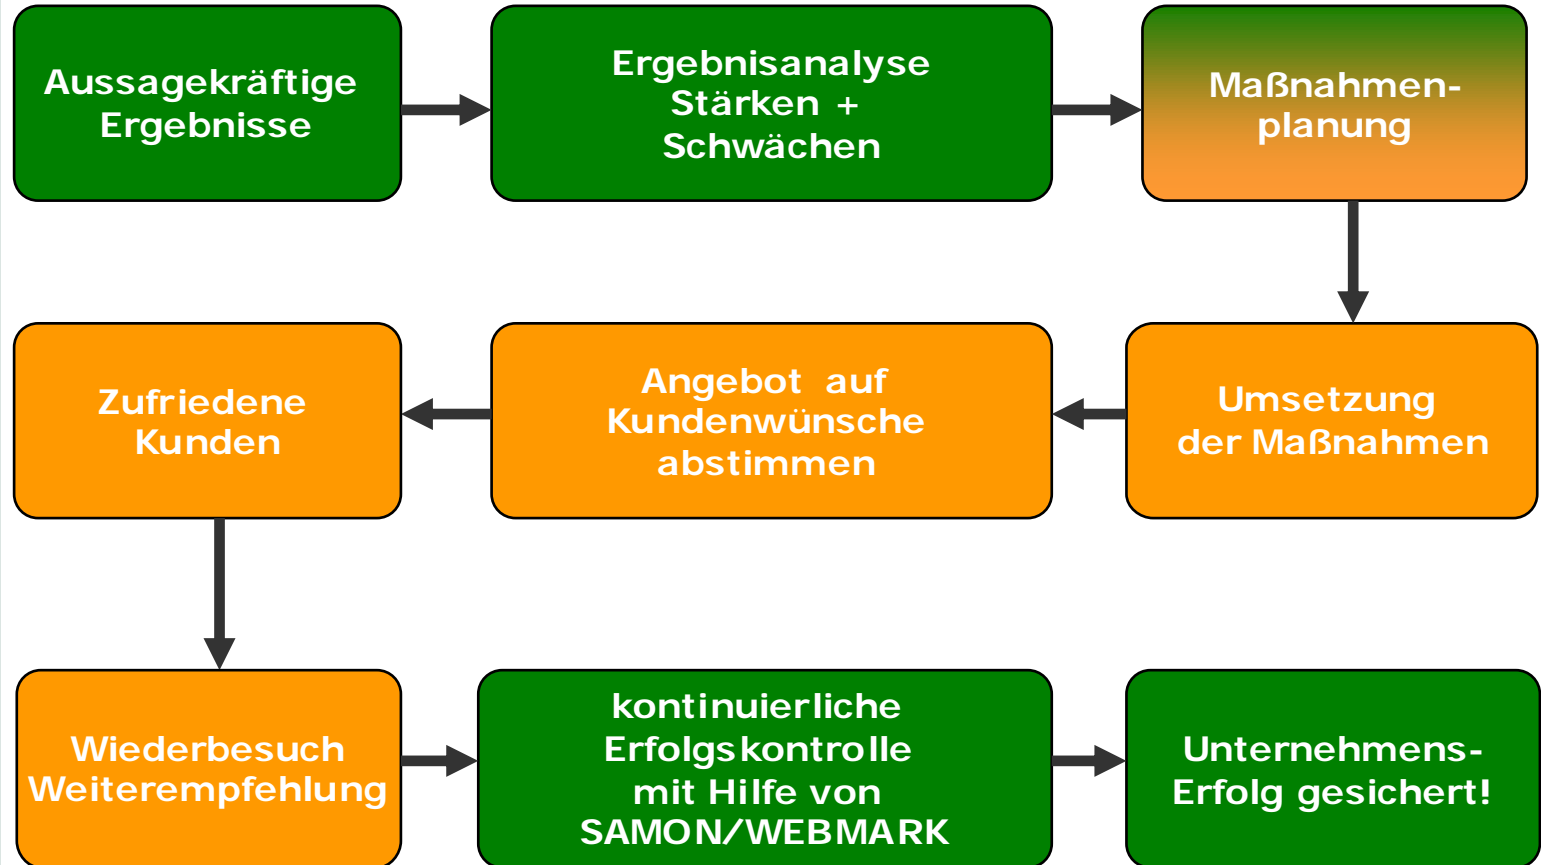 Aussagekräftige
Ergebnisse
Ergebnisanalyse
Stärken +
Schwächen
Maßnahmen-
planung
Zufriedene
Kunden
Angebot auf
Kundenwünsche
abstimmen
Umsetzung
der Maßnahmen
Wiederbesuch
Weiterempfehlung
kontinuierliche
Erfolgskontrolle
mit Hilfe von
SAMON/WEBMARK
Unternehmens-
Erfolg gesichert!